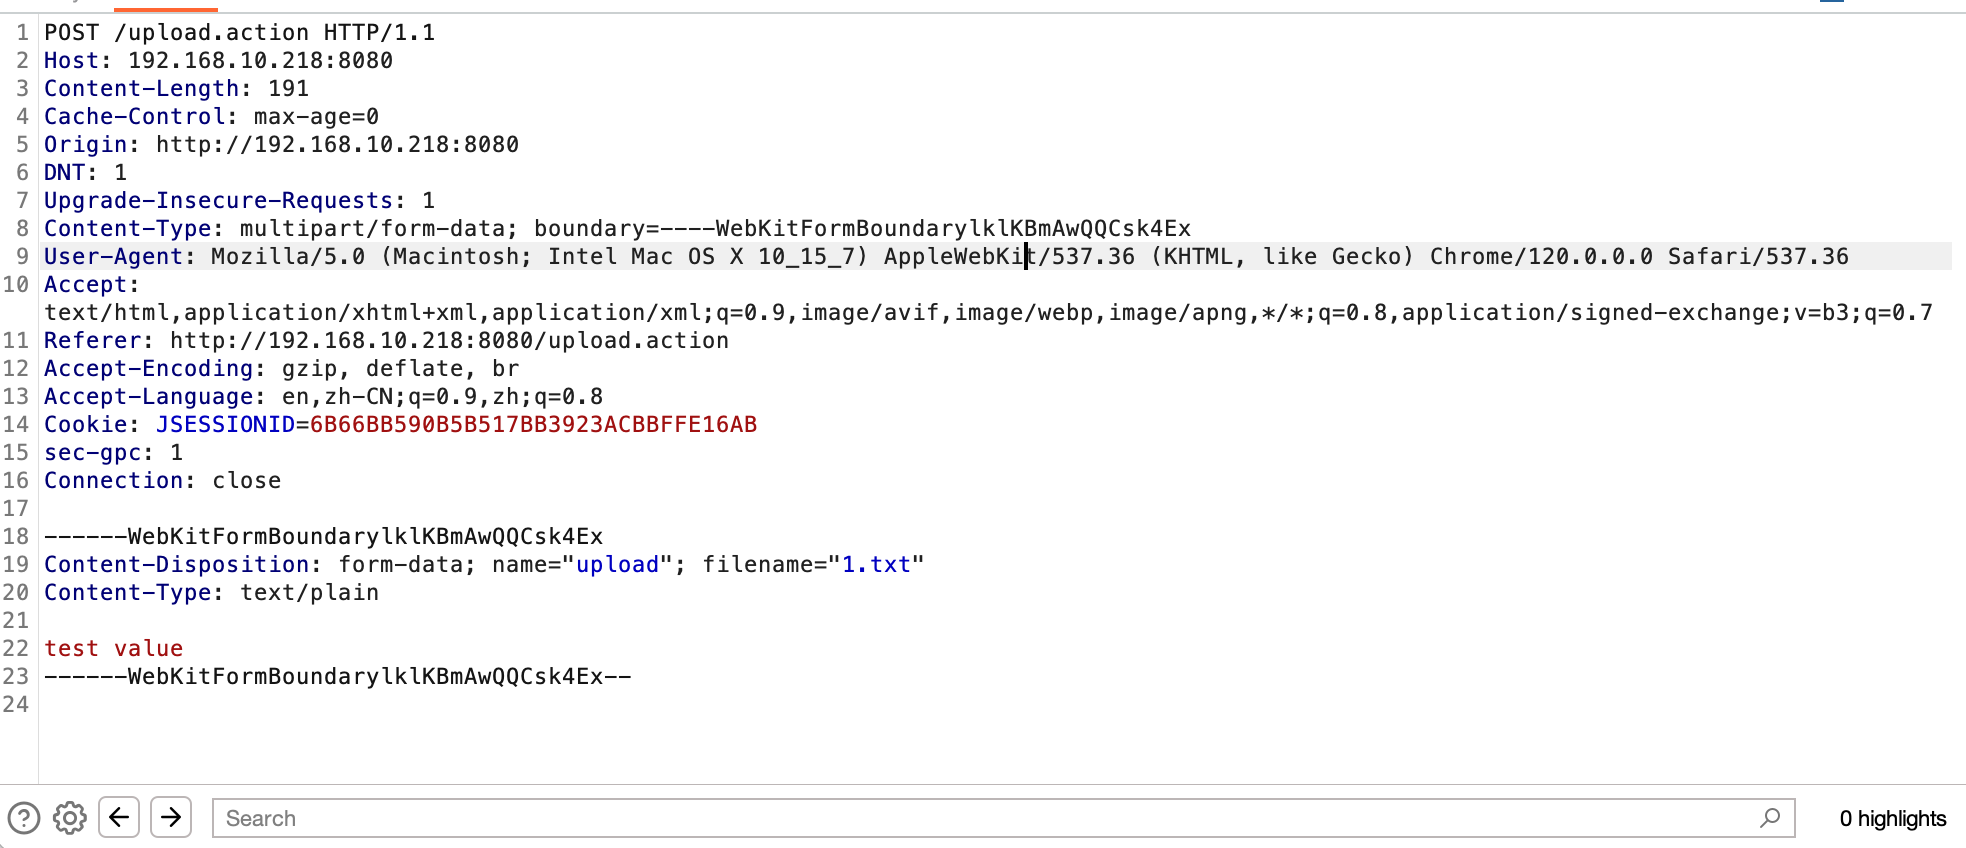 1 POST /upload.action HTTP/1.1
2 Host: 192.168.10.218:8080
3 Content-Length: 191
4 Cache-Control: max-age=0
5 Origin: http://192.168.10.218:8080
6 DNT: 1
7 Upgrade-Insecure-Requests: 1
8 Content-Type: multipart/form-data; boundary=----WebKitFormBoundarylklKBmAwQQCsk4Ex
9 User-Agent: Mozilla/5.0 (Macintosh; Intel Mac OS X 10_15_7) AppleWebKit/537.36 (KHTML, like Gecko) Chrome/120.0.0.0 Safari/537.36
10 Accept:
text/html,application/xhtml+xml,application/xml;q=0.9,image/avif,image/webp,image/apng,*/*;q=0.8,application/signed-exchange;v=b3;q=0.7
11 Referer: http://192.168.10.218:8080/upload.action
12 Accept-Encoding: gzip, deflate, br
13 Accept-Language: en,zh-CN;q=0.9,zh;q=0.8
14 Cookie: JSESSIONID=6B66BB590B5B517BB3923ACBBFFE16AB
15 sec-gpc: 1
16 Connection: close
17
18 ------WebKitFormBoundarylklKBmAwQQCsk4Ex
19 Content-Disposition: form-data; name="upload"; filename="1.txt"
20 Content-Type: text/plain
21
22 test value
23 ------WebKitFormBoundarylklKBmAwQQCsk4Ex--
24
Search
0 highlights